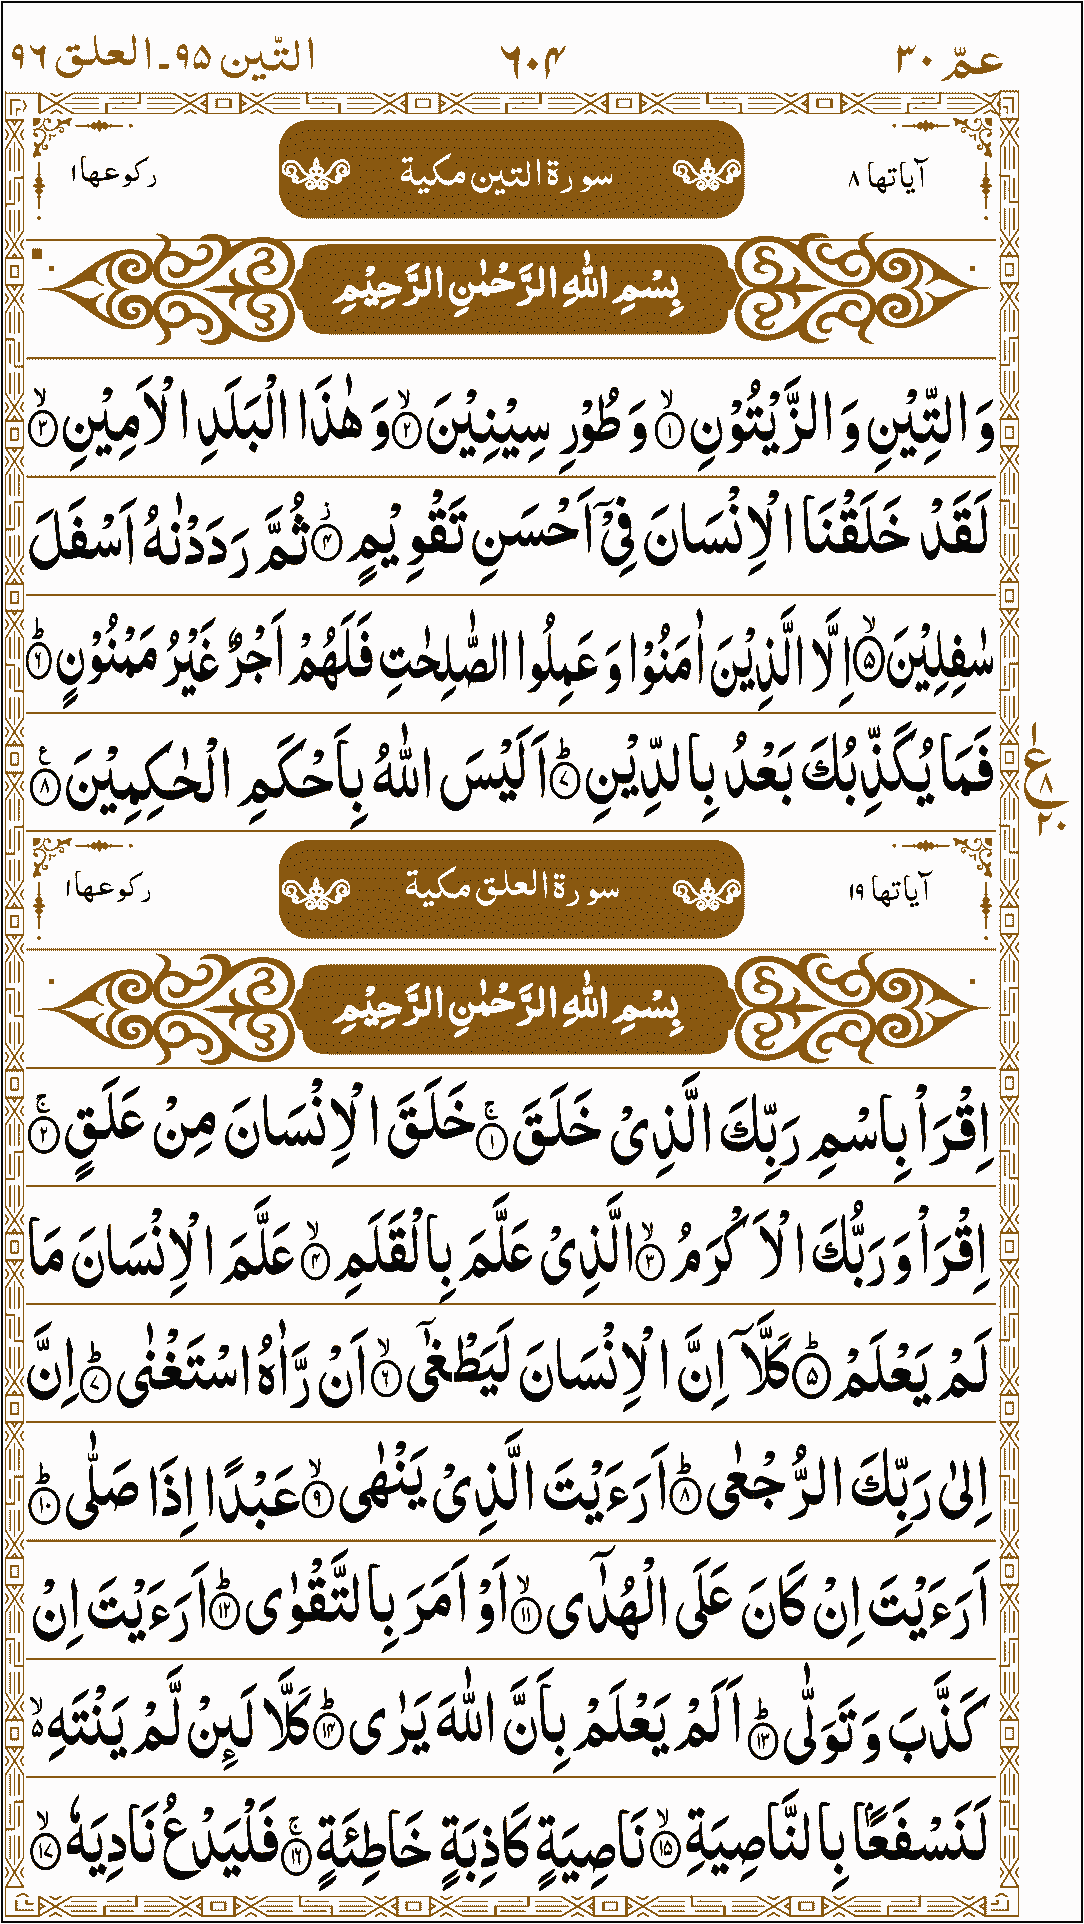 عمّ ٣٠ ٦٠٤ التّين ٩٥ ـ العلق ٩٦
آیاتها ٨ سورة التين مكية ركوعها ١
بِسْمِ اللّٰهِ الرَّحْمٰنِ الرَّحِيْمِ
وَ التِّيْنِ وَ الزَّيْتُوْنِ ۙ﴿١﴾ وَ طُوْرِ سِيْنِيْنَ ۙ﴿٢﴾ وَ هٰذَا الْبَلَدِ الْاَمِيْنِ ۙ﴿٣﴾
لَقَدْ خَلَقْنَا الْاِنْسَانَ فِيْۤ اَحْسَنِ تَقْوِيْمٍ ۫﴿٤﴾ ثُمَّ رَدَدْنٰهُ اَسْفَلَ
سٰفِلِيْنَ ۙ﴿٥﴾ اِلَّا الَّذِيْنَ اٰمَنُوْا وَ عَمِلُوا الصّٰلِحٰتِ فَلَهُمْ اَجْرٌ غَيْرُ مَمْنُوْنٍ ؕ﴿٦﴾
فَمَا يُكَذِّبُكَ بَعْدُ بِالدِّيْنِ ؕ﴿٧﴾ اَلَيْسَ اللّٰهُ بِاَحْكَمِ الْحٰكِمِيْنَ ۠﴿٨﴾
١ ع ٨ ٢٠
آیاتها ١٩ سورة العلق مكية ركوعها ١
بِسْمِ اللّٰهِ الرَّحْمٰنِ الرَّحِيْمِ
اِقْرَاْ بِاسْمِ رَبِّكَ الَّذِيْ خَلَقَ ۚ﴿١﴾ خَلَقَ الْاِنْسَانَ مِنْ عَلَقٍ ۚ﴿٢﴾
اِقْرَاْ وَ رَبُّكَ الْاَكْرَمُ ۙ﴿٣﴾ الَّذِيْ عَلَّمَ بِالْقَلَمِ ۙ﴿٤﴾ عَلَّمَ الْاِنْسَانَ مَا
لَمْ يَعْلَمْ ؕ﴿٥﴾ كَلَّاۤ اِنَّ الْاِنْسَانَ لَيَطْغٰۤى ۙ﴿٦﴾ اَنْ رَّاٰهُ اسْتَغْنٰى ؕ﴿٧﴾ اِنَّ
اِلٰى رَبِّكَ الرُّجْعٰى ؕ﴿٨﴾ اَرَءَيْتَ الَّذِيْ يَنْهٰى ۙ﴿٩﴾ عَبْدًا اِذَا صَلّٰى ؕ﴿١٠﴾
اَرَءَيْتَ اِنْ كَانَ عَلَى الْهُدٰۤى ۙ﴿١١﴾ اَوْ اَمَرَ بِالتَّقْوٰى ؕ﴿١٢﴾ اَرَءَيْتَ اِنْ
كَذَّبَ وَ تَوَلّٰى ؕ﴿١٣﴾ اَلَمْ يَعْلَمْ بِاَنَّ اللّٰهَ يَرٰى ؕ﴿١٤﴾ كَلَّا لَىِٕنْ لَّمْ يَنْتَهِ ۙ۬
لَنَسْفَعًۢا بِالنَّاصِيَةِ ۙ﴿١٥﴾ نَاصِيَةٍ كَاذِبَةٍ خَاطِئَةٍ ۚ﴿١٦﴾ فَلْيَدْعُ نَادِيَهٗ ۙ﴿١٧﴾